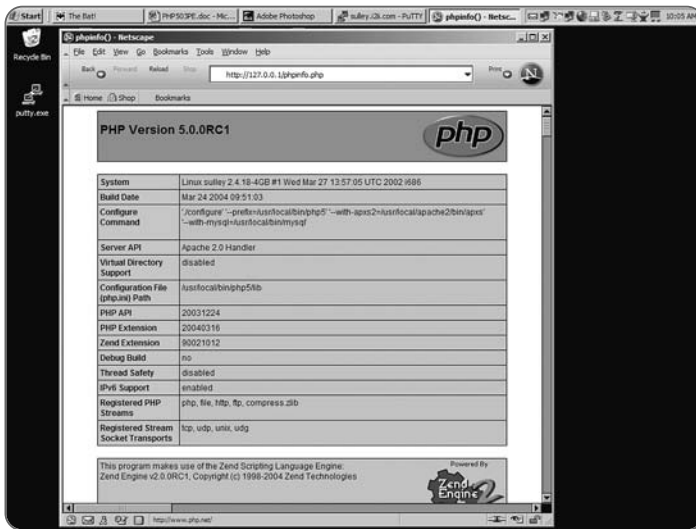 Start
The Bat!
PHP503PE.doc - Mic...
Adobe Photoshop
sulley.i2ii.com - PuTTY
phpinfo() - Netsc...
10:05 AM
Recycle Bin
putty.exe
phpinfo() - Netscape
File Edit View Go Bookmarks Tools Window Help
Back Forward Reload Stop
http://127.0.0.1/phpinfo.php
Print
N
Home Shop Bookmarks
PHP Version 5.0.0RC1
php
System Linux sulley 2.4.18-4GB #1 Wed Mar 27 13:57:05 UTC 2002 i686
Build Date Mar 24 2004 09:51:03
Configure Command './configure' '--prefix=/usr/local/bin/php5' '--with-apxs2=/usr/local/apache2/bin/apxs'
'--with-mysql=/usr/local/bin/mysql'
Server API Apache 2.0 Handler
Virtual Directory Support disabled
Configuration File (php.ini) Path /usr/local/bin/php5/lib
PHP API 20031224
PHP Extension 20040316
Zend Extension 90021012
Debug Build no
Thread Safety disabled
IPv6 Support enabled
Registered PHP Streams php, file, http, ftp, compress.zlib
Registered Stream Socket Transports tcp, udp, unix, udg
This program makes use of the Zend Scripting Language Engine:
Zend Engine v2.0.0RC1, Copyright (c) 1998-2004 Zend Technologies
Powered By
Zend
Engine 2
http://www.php.net/